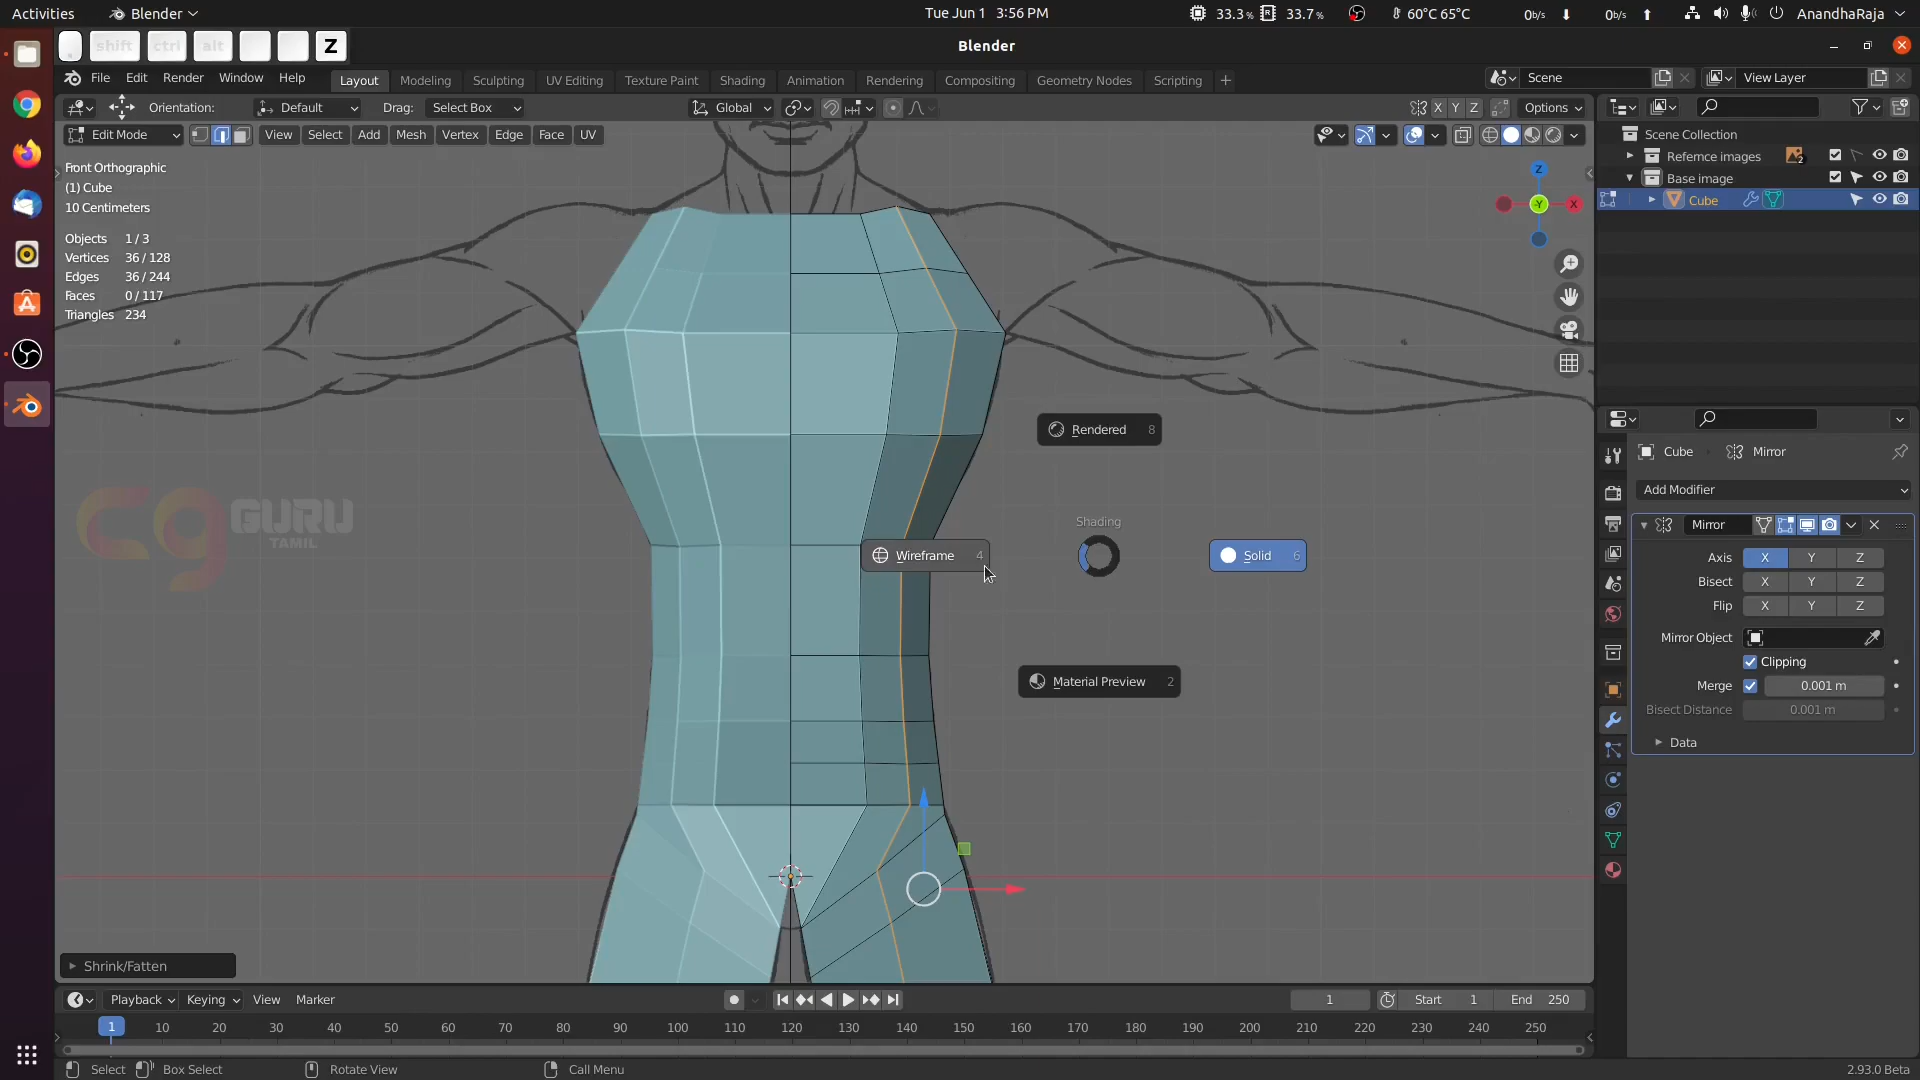 Activities Blender Tue Jun 1 3:56 PM 33.3% 33.7% 60°C 65°C 0b/s 0b/s AnandhaRaja
shift ctrl alt Z Blender
File Edit Render Window Help Layout Modeling Sculpting UV Editing Texture Paint Shading Animation Rendering Compositing Geometry Nodes Scripting + Scene View Layer
Orientation: Default Drag: Select Box Global X Y Z Options
Edit Mode View Select Add Mesh Vertex Edge Face UV
Scene Collection
Refernce images 2
Base image
Cube
Front Orthographic
(1) Cube
10 Centimeters
Objects 1 / 3
Vertices 36 / 128
Edges 36 / 244
Faces 0 / 117
Triangles 234
Z
Y
X
Rendered 8
Shading
Wireframe 4
Solid 6
Material Preview 2
CG GURU
TAMIL
Cube Mirror
Add Modifier
Mirror
Axis X Y Z
Bisect X Y Z
Flip X Y Z
Mirror Object
Clipping
Merge 0.001 m
Bisect Distance 0.001 m
Data
Shrink/Fatten
Playback Keying View Marker 1 Start 1 End 250
1 10 20 30 40 50 60 70 80 90 100 110 120 130 140 150 160 170 180 190 200 210 220 230 240 250
Select Box Select Rotate View Call Menu 2.93.0 Beta